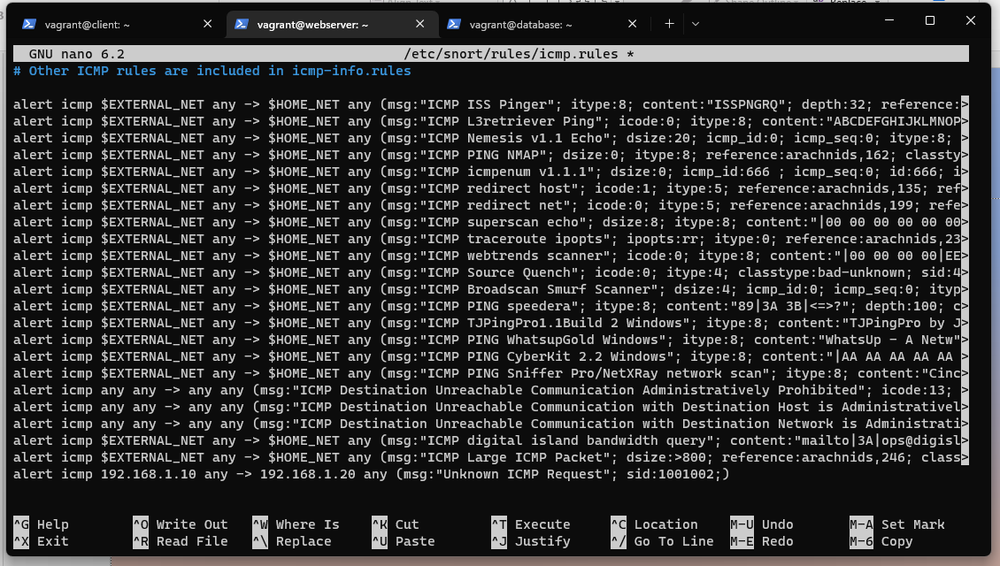 vagrant@client: ~
vagrant@webserver: ~
vagrant@database: ~
GNU nano 6.2 /etc/snort/rules/icmp.rules *
# Other ICMP rules are included in icmp-info.rules
alert icmp $EXTERNAL_NET any -> $HOME_NET any (msg:"ICMP ISS Pinger"; itype:8; content:"ISSPNGRQ"; depth:32; reference:>
alert icmp $EXTERNAL_NET any -> $HOME_NET any (msg:"ICMP L3retriever Ping"; icode:0; itype:8; content:"ABCDEFGHIJKLMNOP>
alert icmp $EXTERNAL_NET any -> $HOME_NET any (msg:"ICMP Nemesis v1.1 Echo"; dsize:20; icmp_id:0; icmp_seq:0; itype:8; >
alert icmp $EXTERNAL_NET any -> $HOME_NET any (msg:"ICMP PING NMAP"; dsize:0; itype:8; reference:arachnids,162; classty>
alert icmp $EXTERNAL_NET any -> $HOME_NET any (msg:"ICMP icmpenum v1.1.1"; dsize:0; icmp_id:666 ; icmp_seq:0; id:666; i>
alert icmp $EXTERNAL_NET any -> $HOME_NET any (msg:"ICMP redirect host"; icode:1; itype:5; reference:arachnids,135; ref>
alert icmp $EXTERNAL_NET any -> $HOME_NET any (msg:"ICMP redirect net"; icode:0; itype:5; reference:arachnids,199; refe>
alert icmp $EXTERNAL_NET any -> $HOME_NET any (msg:"ICMP superscan echo"; dsize:8; itype:8; content:"|00 00 00 00 00 00>
alert icmp $EXTERNAL_NET any -> $HOME_NET any (msg:"ICMP traceroute ipopts"; ipopts:rr; itype:0; reference:arachnids,23>
alert icmp $EXTERNAL_NET any -> $HOME_NET any (msg:"ICMP webtrends scanner"; icode:0; itype:8; content:"|00 00 00 00|EE>
alert icmp $EXTERNAL_NET any -> $HOME_NET any (msg:"ICMP Source Quench"; icode:0; itype:4; classtype:bad-unknown; sid:4>
alert icmp $EXTERNAL_NET any -> $HOME_NET any (msg:"ICMP Broadscan Smurf Scanner"; dsize:4; icmp_id:0; icmp_seq:0; ityp>
alert icmp $EXTERNAL_NET any -> $HOME_NET any (msg:"ICMP PING speedera"; itype:8; content:"89|3A 3B|<=>?"; depth:100; c>
alert icmp $EXTERNAL_NET any -> $HOME_NET any (msg:"ICMP TJPingPro1.1Build 2 Windows"; itype:8; content:"TJPingPro by J>
alert icmp $EXTERNAL_NET any -> $HOME_NET any (msg:"ICMP PING WhatsupGold Windows"; itype:8; content:"WhatsUp - A Netw">
alert icmp $EXTERNAL_NET any -> $HOME_NET any (msg:"ICMP PING CyberKit 2.2 Windows"; itype:8; content:"|AA AA AA AA AA >
alert icmp $EXTERNAL_NET any -> $HOME_NET any (msg:"ICMP PING Sniffer Pro/NetXRay network scan"; itype:8; content:"Cinc>
alert icmp any any -> any any (msg:"ICMP Destination Unreachable Communication Administratively Prohibited"; icode:13; >
alert icmp any any -> any any (msg:"ICMP Destination Unreachable Communication with Destination Host is Administrativel>
alert icmp any any -> any any (msg:"ICMP Destination Unreachable Communication with Destination Network is Administrati>
alert icmp $EXTERNAL_NET any -> $HOME_NET any (msg:"ICMP digital island bandwidth query"; content:"mailto|3A|ops@digisl>
alert icmp $EXTERNAL_NET any -> $HOME_NET any (msg:"ICMP Large ICMP Packet"; dsize:>800; reference:arachnids,246; class>
alert icmp 192.168.1.10 any -> 192.168.1.20 any (msg:"Unknown ICMP Request"; sid:1001002;)
^G Help ^O Write Out ^W Where Is ^K Cut ^T Execute ^C Location M-U Undo M-A Set Mark
^X Exit ^R Read File ^\ Replace ^U Paste ^J Justify ^/ Go To Line M-E Redo M-6 Copy